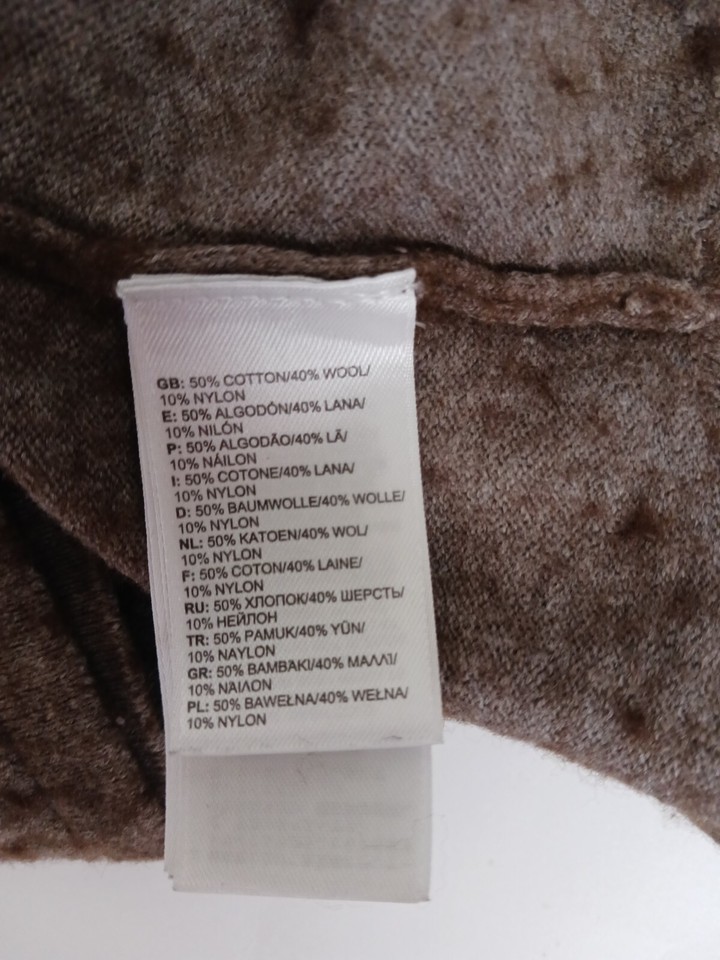 GB: 50% COTTON/40% WOOL/
10% NYLON
E: 50% ALGODÓN/40% LANA/
10% NILÓN
P: 50% ALGODÃO/40% LÃ/
10% NÁILON
I: 50% COTONE/40% LANA/
10% NYLON
D: 50% BAUMWOLLE/40% WOLLE/
10% NYLON
NL: 50% KATOEN/40% WOL/
10% NYLON
F: 50% COTON/40% LAINE/
10% NYLON
RU: 50% ХЛОПОК/40% ШЕРСТЬ/
10% НЕЙЛОН
TR: 50% PAMUK/40% YÜN/
10% NAYLON
GR: 50% ΒΑΜΒΆΚΙ/40% ΜΑΛΛΊ/
10% ΝΆΙΛΟΝ
PL: 50% BAWEŁNA/40% WEŁNA/
10% NYLON